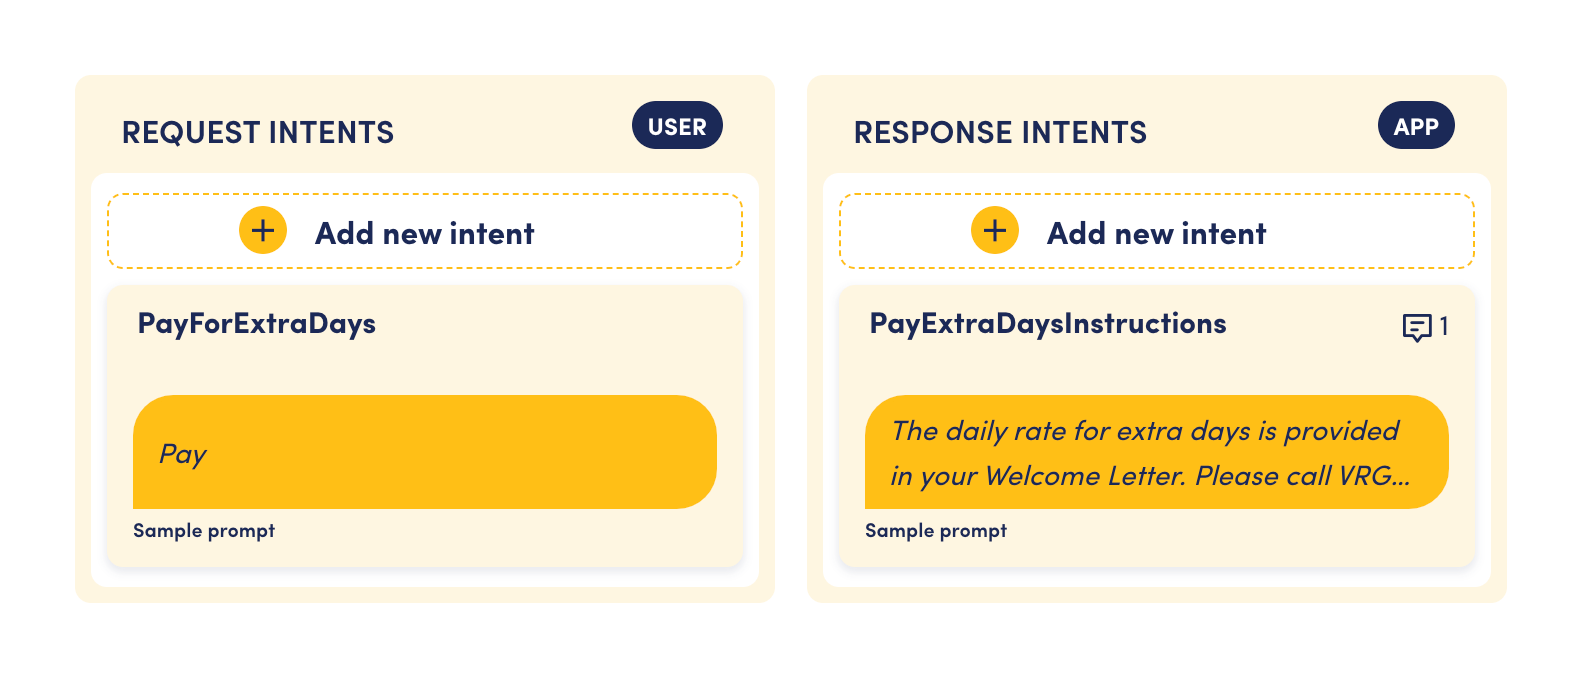 REQUEST INTENTS
USER
Add new intent
PayForExtraDays
Pay
Sample prompt
RESPONSE INTENTS
APP
Add new intent
PayExtraDaysInstructions
1
The daily rate for extra days is provided
in your Welcome Letter. Please call VRG...
Sample prompt